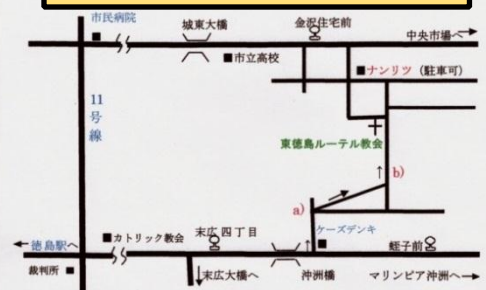 市民病院
城東大橋
金沢住宅前
中央市場へ
■市立高校
■ナンリツ (駐車可)
11号線
東徳島ルーテル教会
b)
a)
ケーズデンキ
徳島駅へ
■カトリック教会
末広四丁目
蛭子前
裁判所 ■
末広大橋へ
沖洲橋
マリンピア沖洲へ